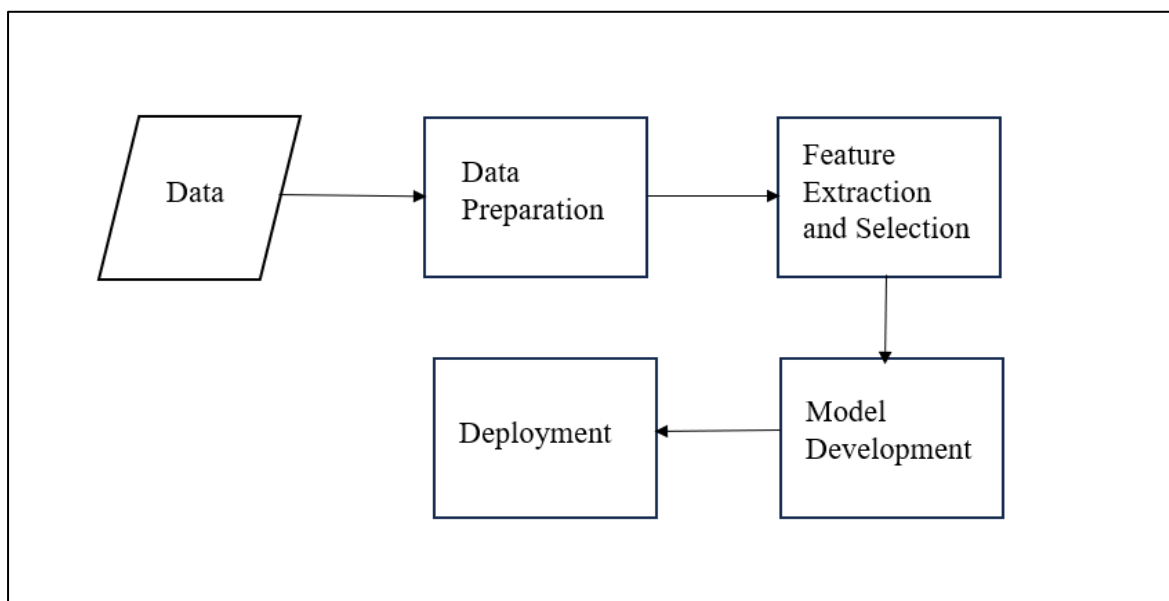 Data
Data
Preparation
Feature
Extraction
and Selection
Model
Development
Deployment